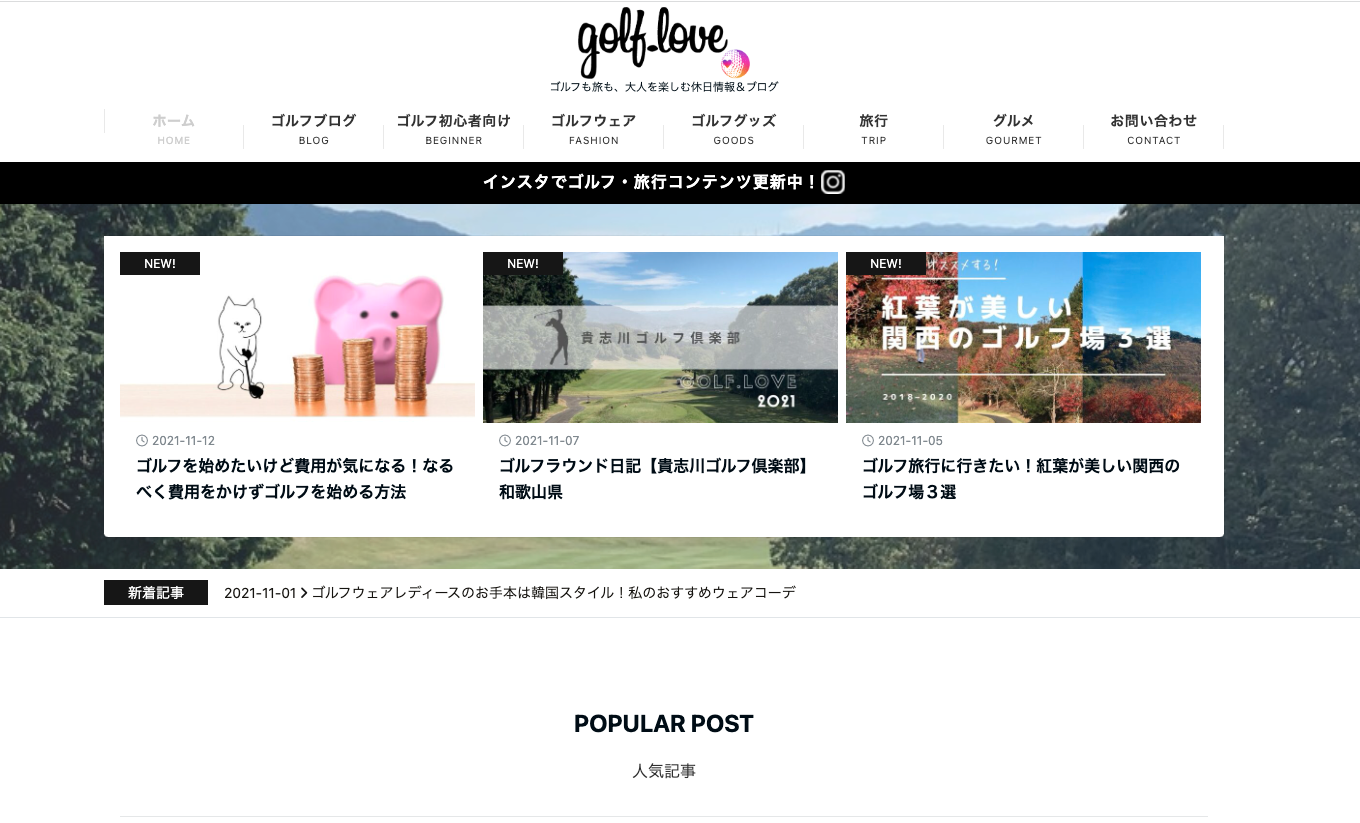 golf.love
ゴルフも旅も、大人を楽しむ休日情報＆ブログ
ホーム
HOME
ゴルフブログ
BLOG
ゴルフ初心者向け
BEGINNER
ゴルフウェア
FASHION
ゴルフグッズ
GOODS
旅行
TRIP
グルメ
GOURMET
お問い合わせ
CONTACT
インスタでゴルフ・旅行コンテンツ更新中！
NEW!
2021-11-12
ゴルフを始めたいけど費用が気になる！なる
べく費用をかけずゴルフを始める方法
NEW!
貴志川ゴルフ倶楽部
GOLF.LOVE
2021
2021-11-07
ゴルフラウンド日記【貴志川ゴルフ倶楽部】
和歌山県
NEW!
ススメする！
紅葉が美しい
関西のゴルフ場３選
2018-2020
2021-11-05
ゴルフ旅行に行きたい！紅葉が美しい関西の
ゴルフ場３選
新着記事
2021-11-01 > ゴルフウェアレディースのお手本は韓国スタイル！私のおすすめウェアコーデ
POPULAR POST
人気記事